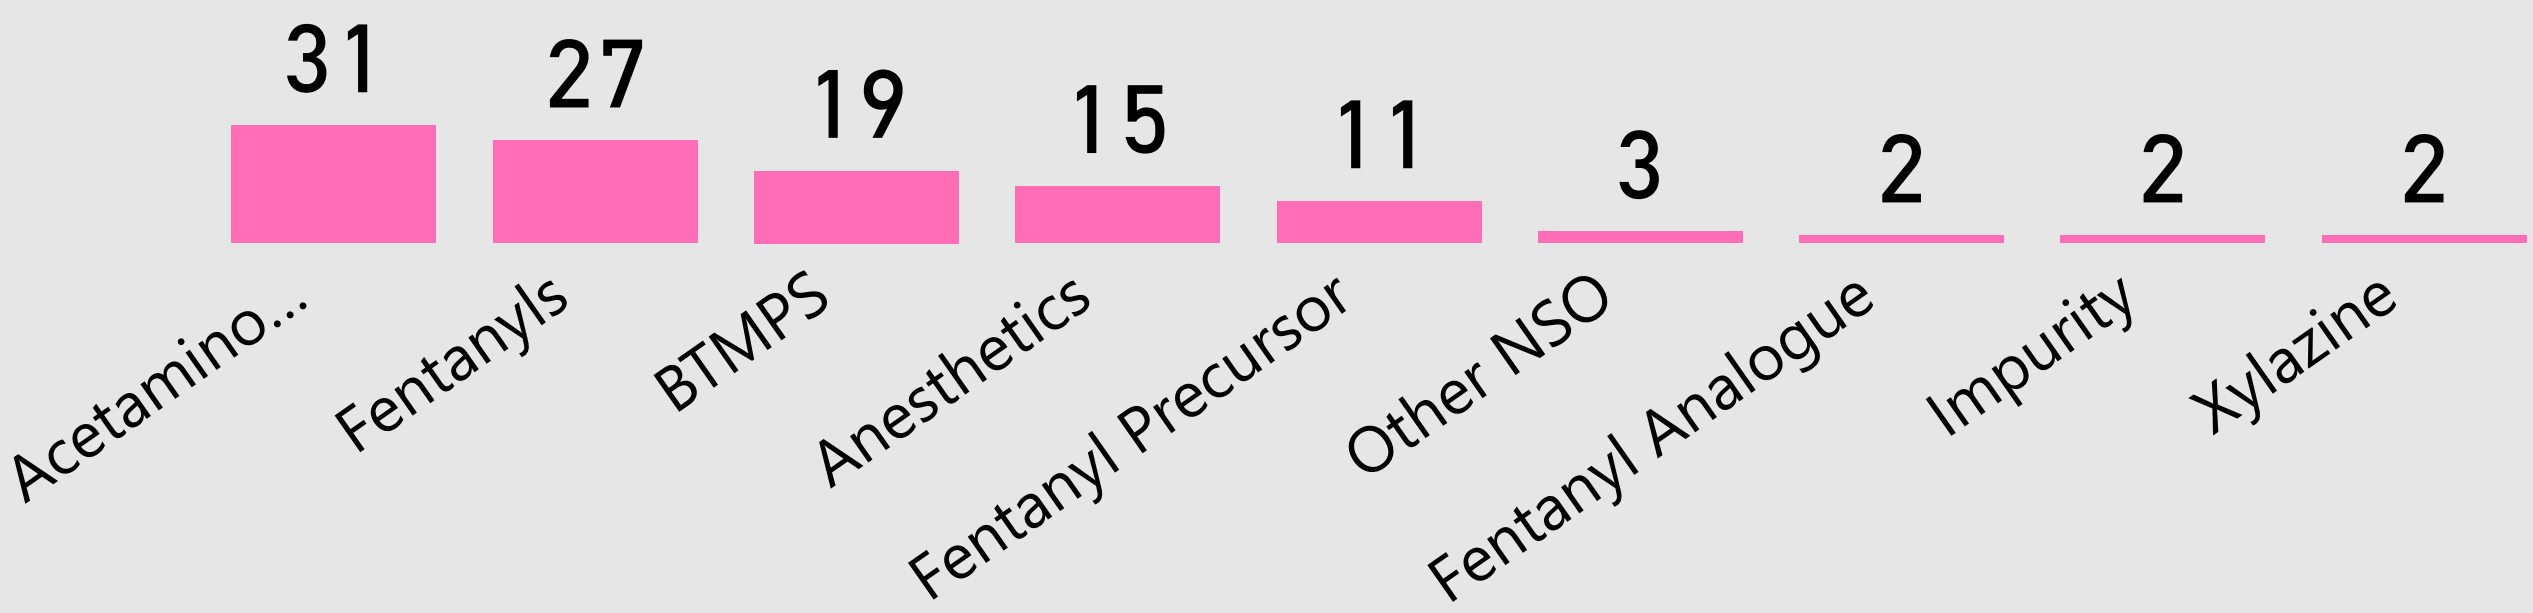 31
27
19
15
11
3
2
2
2
Acetamino...
Fentanyls
BTMPS
Anesthetics
Fentanyl Precursor
Other NSO
Fentanyl Analogue
Impurity
Xylazine